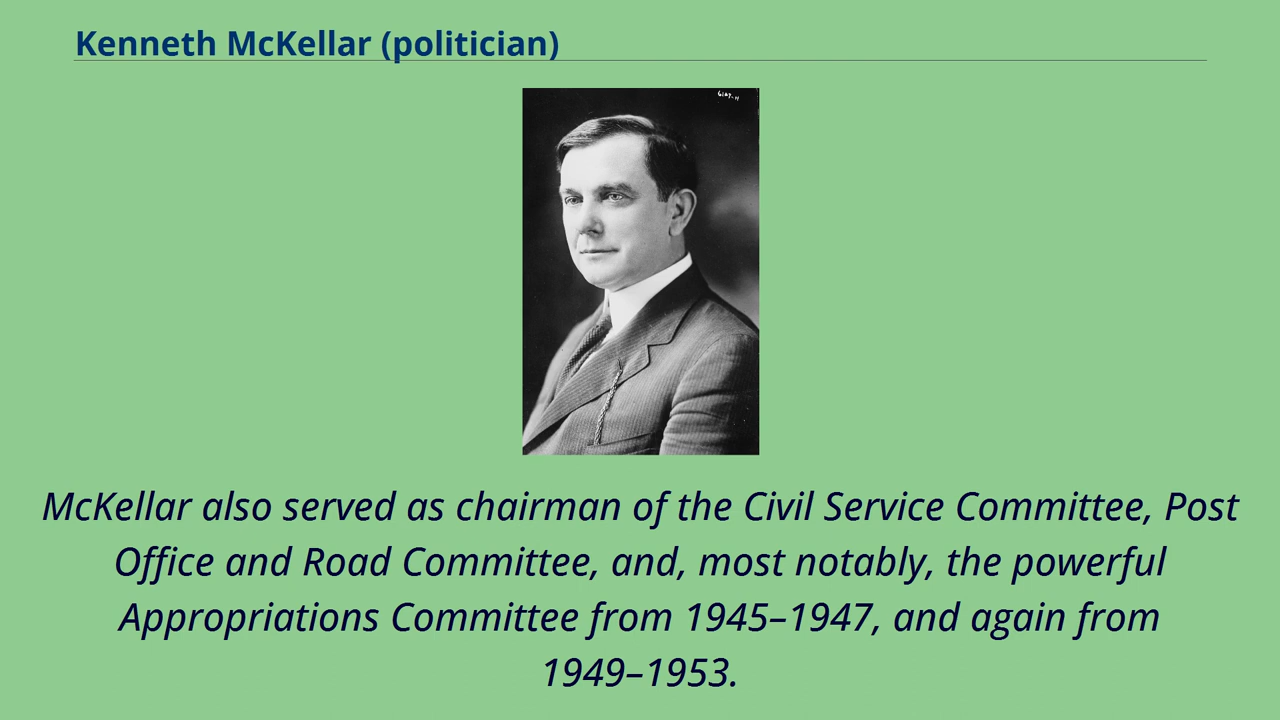 Kenneth McKellar (politician)
McKellar also served as chairman of the Civil Service Committee, Post
Office and Road Committee, and, most notably, the powerful
Appropriations Committee from 1945–1947, and again from
1949–1953.